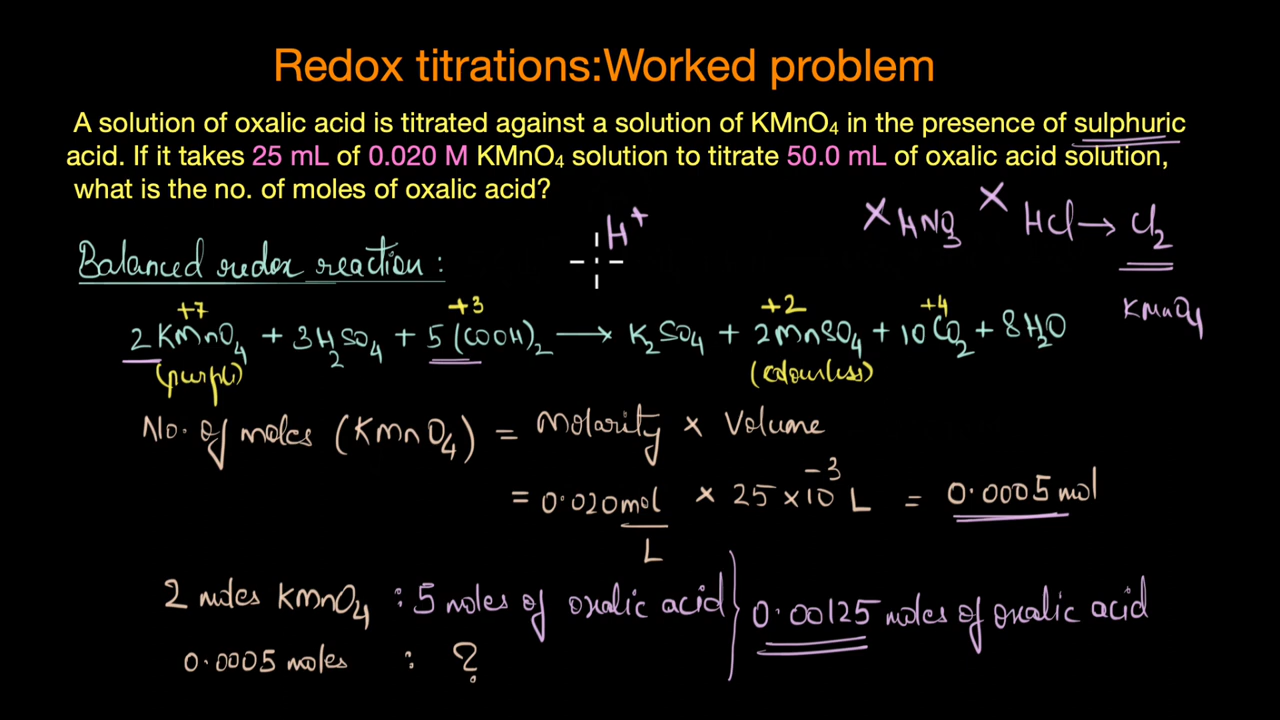 Redox titrations:Worked problem
A solution of oxalic acid is titrated against a solution of KMnO₄ in the presence of sulphuric
acid. If it takes 25 mL of 0.020 M KMnO₄ solution to titrate 50.0 mL of oxalic acid solution,
what is the no. of moles of oxalic acid?
H⁺
X HNO₃ X HCl → Cl₂
Balanced redox reaction :
KMnO₄
+7 +3 +2 +4
2 KMnO₄ + 3H₂SO₄ + 5 (COOH)₂ → K₂SO₄ + 2MnSO₄ + 10CO₂ + 8H₂O
(purple) (colourless)
No. of moles (KMnO₄) = Molarity × Volume
= 0.020 mol/L × 25 × 10⁻³ L = 0.0005 mol
2 moles KMnO₄ : 5 moles of oxalic acid } 0.00125 moles of oxalic acid
0.0005 moles : ?